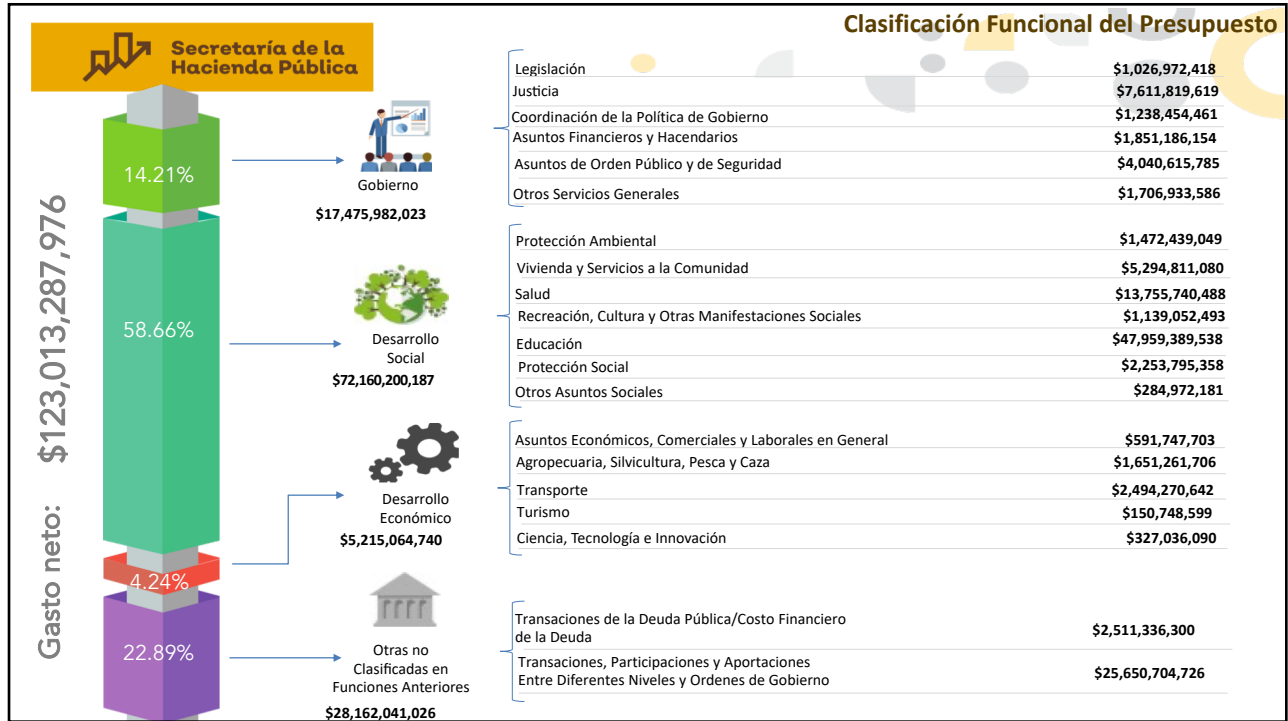 Clasificación Funcional del Presupuesto
Secretaría de la
Hacienda Pública
Gasto neto: $123,013,287,976
14.21%
Gobierno
$17,475,982,023
Legislación $1,026,972,418
Justicia $7,611,819,619
Coordinación de la Política de Gobierno $1,238,454,461
Asuntos Financieros y Hacendarios $1,851,186,154
Asuntos de Orden Público y de Seguridad $4,040,615,785
Otros Servicios Generales $1,706,933,586
58.66%
Desarrollo
Social
$72,160,200,187
Protección Ambiental $1,472,439,049
Vivienda y Servicios a la Comunidad $5,294,811,080
Salud $13,755,740,488
Recreación, Cultura y Otras Manifestaciones Sociales $1,139,052,493
Educación $47,959,389,538
Protección Social $2,253,795,358
Otros Asuntos Sociales $284,972,181
4.24%
Desarrollo
Económico
$5,215,064,740
Asuntos Económicos, Comerciales y Laborales en General $591,747,703
Agropecuaria, Silvicultura, Pesca y Caza $1,651,261,706
Transporte $2,494,270,642
Turismo $150,748,599
Ciencia, Tecnología e Innovación $327,036,090
22.89%
Otras no
Clasificadas en
Funciones Anteriores
$28,162,041,026
Transaciones de la Deuda Pública/Costo Financiero
de la Deuda $2,511,336,300
Transaciones, Participaciones y Aportaciones
Entre Diferentes Niveles y Ordenes de Gobierno $25,650,704,726